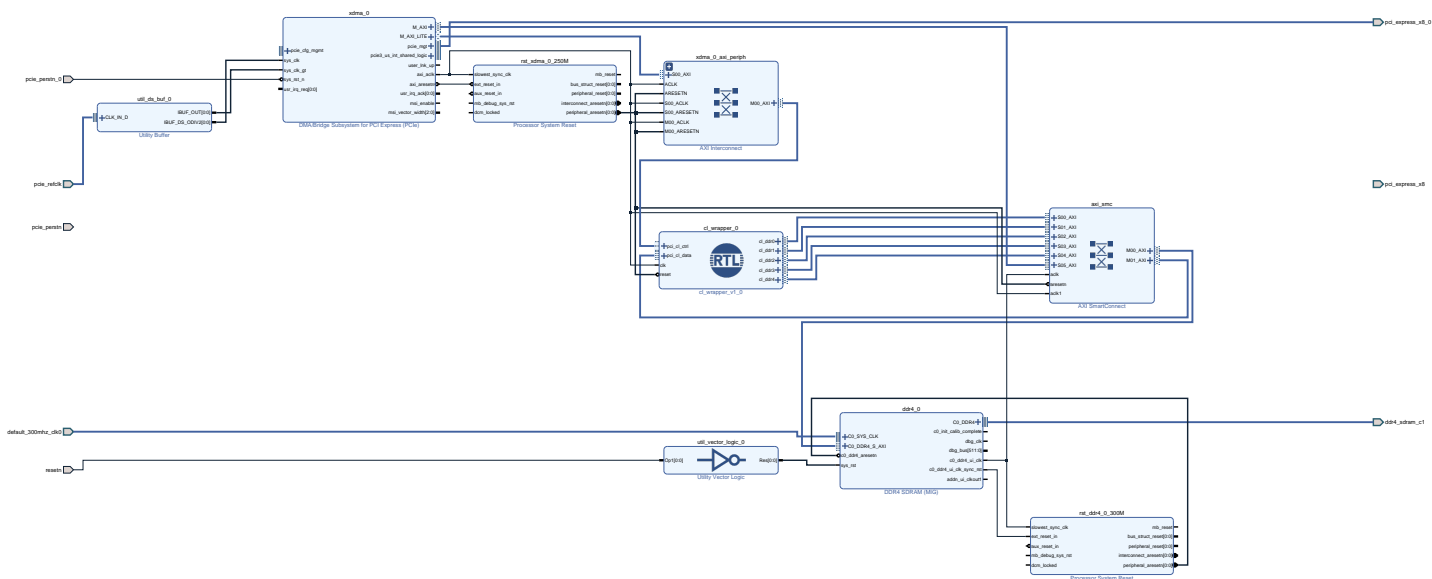 xdma_0
M_AXI
M_AXI_LITE
pcie_cfg_mgmt
pcie_mgt
sys_clk
pcie3_us_int_shared_logic
sys_clk_gt
user_lnk_up
sys_rst_n
axi_aclk
usr_irq_req[0:0]
axi_aresetn
usr_irq_ack[0:0]
msi_enable
msi_vector_width[2:0]
DMA/Bridge Subsystem for PCI Express (PCIe)
pci_express_x8_0
pcie_perstn_0
util_ds_buf_0
CLK_IN_D
IBUF_OUT[0:0]
IBUF_DS_ODIV2[0:0]
Utility Buffer
rst_xdma_0_250M
slowest_sync_clk
mb_reset
ext_reset_in
bus_struct_reset[0:0]
aux_reset_in
peripheral_reset[0:0]
mb_debug_sys_rst
interconnect_aresetn[0:0]
dcm_locked
peripheral_aresetn[0:0]
Processor System Reset
xdma_0_axi_periph
S00_AXI
ACLK
ARESETN
S00_ACLK
M00_AXI
S00_ARESETN
M00_ACLK
M00_ARESETN
AXI Interconnect
pcie_refclk
pci_express_x8
pcie_perstn
cl_wrapper_0
pci_cl_ctrl
pci_cl_data
clk
reset
RTL
cl_ddr0
cl_ddr1
cl_ddr2
cl_ddr3
cl_ddr4
cl_wrapper_v1_0
axi_smc
S00_AXI
S01_AXI
S02_AXI
S03_AXI
S04_AXI
S05_AXI
aclk
aresetn
aclk1
M00_AXI
M01_AXI
AXI SmartConnect
default_300mhz_clk0
resetn
util_vector_logic_0
Op1[0:0]
Res[0:0]
Utility Vector Logic
ddr4_0
C0_SYS_CLK
C0_DDR4_S_AXI
c0_ddr4_aresetn
sys_rst
C0_DDR4
c0_init_calib_complete
dbg_clk
dbg_bus[511:0]
c0_ddr4_ui_clk
c0_ddr4_ui_clk_sync_rst
addn_ui_clkout1
DDR4 SDRAM (MIG)
ddr4_sdram_c1
rst_ddr4_0_300M
slowest_sync_clk
mb_reset
ext_reset_in
bus_struct_reset[0:0]
aux_reset_in
peripheral_reset[0:0]
mb_debug_sys_rst
interconnect_aresetn[0:0]
dcm_locked
peripheral_aresetn[0:0]
Processor System Reset